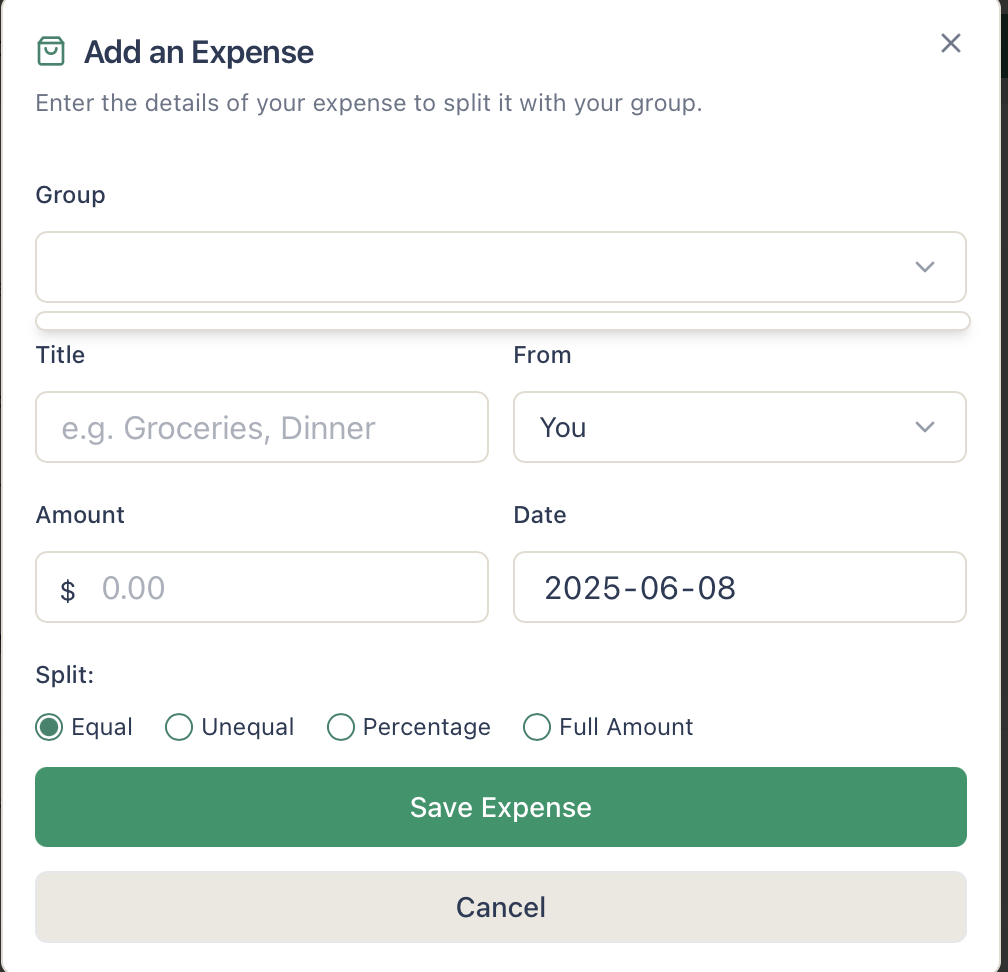 Add an Expense
Enter the details of your expense to split it with your group.
Group
Title From
e.g. Groceries, Dinner You
Amount Date
$ 0.00 2025-06-08
Split:
Equal Unequal Percentage Full Amount
Save Expense
Cancel